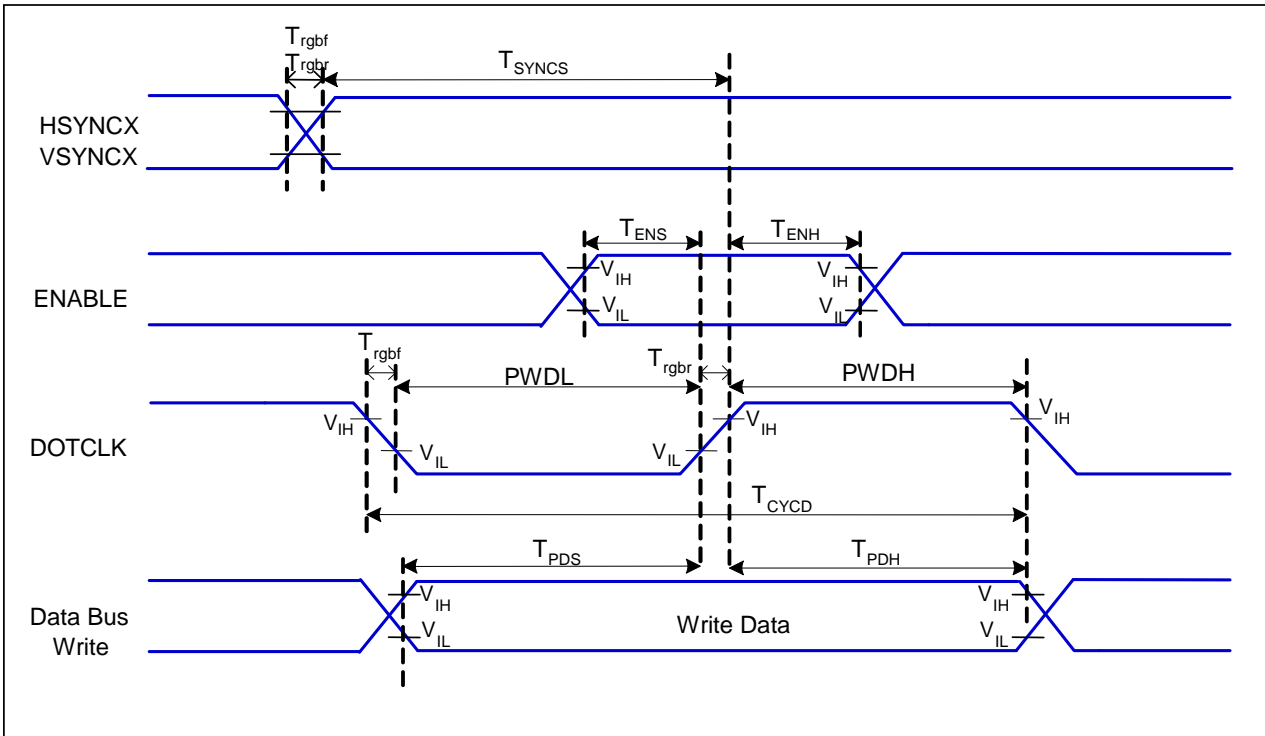 Trgbf
Trgbr
TSYNCS
HSYNCX
VSYNCX
TENS
TENH
VIH
VIH
ENABLE
VIL
VIL
Trgbf
Trgbr
PWDL
PWDH
VIH
VIH
VIH
DOTCLK
VIL
VIL
TCYCD
TPDS
TPDH
VIH
VIH
Data Bus
Write
Write Data
VIL
VIL